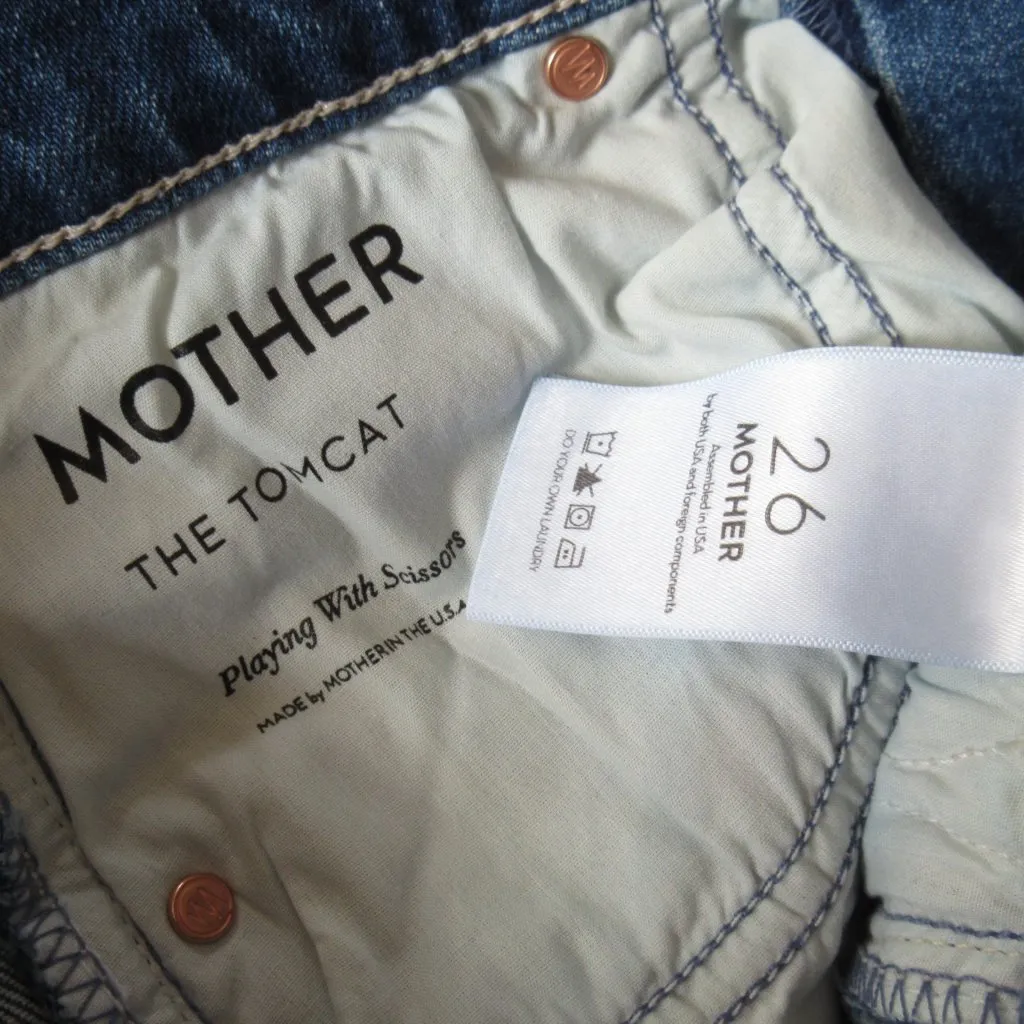 MOTHER
THE TOMCAT
Playing With Scissors
MADE by MOTHER IN THE U.S.A
26
MOTHER
Assembled in USA
by both USA and foreign components
DO YOUR OWN LAUNDRY